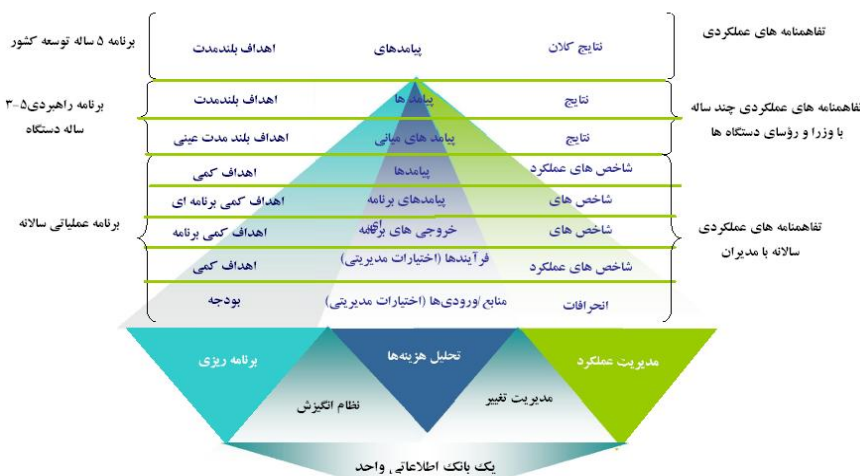 تفاهمنامه های عملکردی
نتایج کلان
پیامدهای
اهداف بلندمدت
برنامه ۵ ساله توسعه کشور
تفاهمنامه های عملکردی چند ساله
با وزرا و رؤسای دستگاه ها
نتایج
پیامد ها
اهداف بلندمدت
برنامه راهبردی۵-۳
ساله دستگاه
نتایج
پیامد های میانی
اهداف بلند مدت عینی
شاخص های عملکرد
پیامدها
اهداف کمی
شاخص های
پیامدهای برنامه
ای
اهداف کمی برنامه ای
تفاهمنامه های عملکردی
سالانه با مدیران
برنامه عملیاتی سالانه
شاخص های
خروجی های برنامه
اهداف کمی برنامه
شاخص های عملکرد
فرآیندها (اختیارات مدیریتی)
اهداف کمی
انحرافات
منابع/ورودی‌ها (اختیارات مدیریتی)
بودجه
مدیریت عملکرد
تحلیل هزینه‌ها
برنامه ریزی
مدیریت تغییر
نظام انگیزش
یک بانک اطلاعاتی واحد